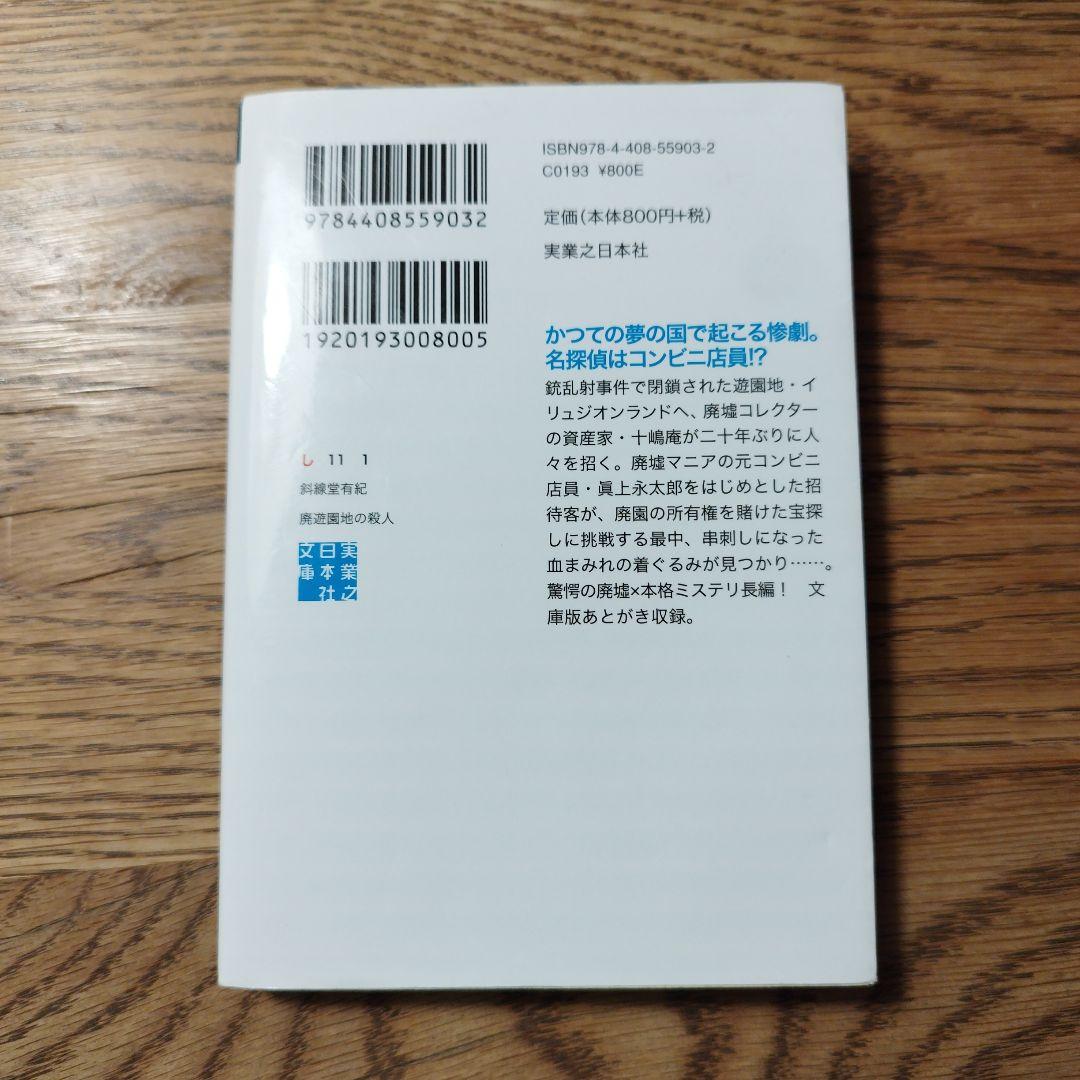 9784408559032
1920193008005
ISBN978-4-408-55903-2
C0193 ¥800E
定価(本体800円+税)
実業之日本社
かつての夢の国で起こる惨劇。
名探偵はコンビニ店員!?
銃乱射事件で閉鎖された遊園地・イ
リュジオンランドへ、廃墟コレクター
の資産家・十嶋庵が二十年ぶりに人
々を招く。廃墟マニアの元コンビニ
店員・眞上永太郎をはじめとした招
待客が、廃園の所有権を賭けた宝探
しに挑戦する最中、串刺しになった
血まみれの着ぐるみが見つかり……。
驚愕の廃墟×本格ミステリ長編! 文
庫版あとがき収録。
し 11 1
斜線堂有紀
廃遊園地の殺人
実業之
日本社
文庫